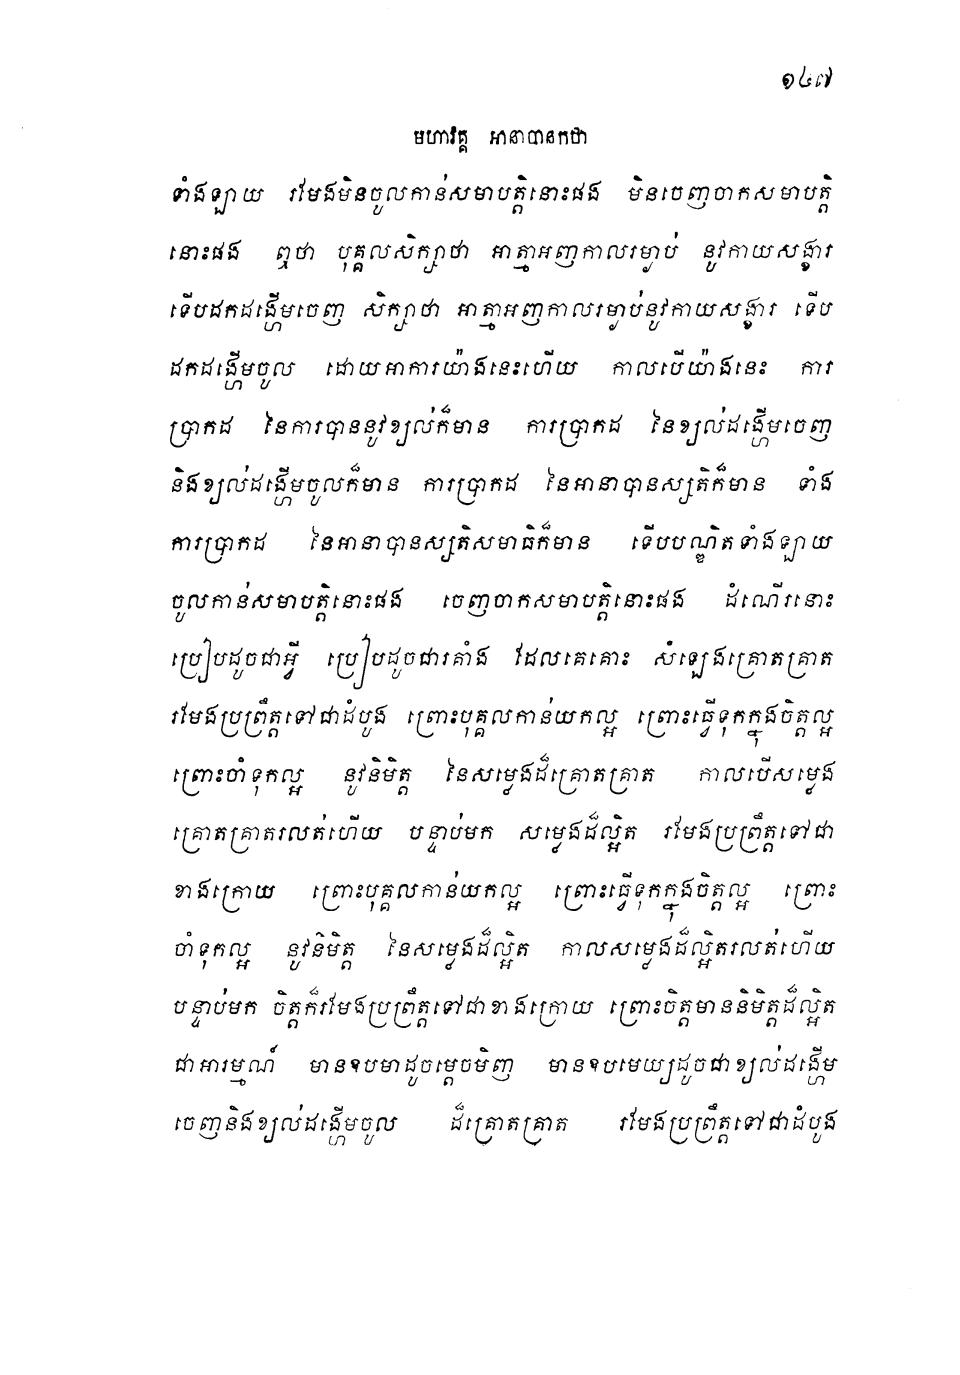 ១៤៧
មហាវគ្គ អានាបានកថា
ទាំងឡាយ រមែងមិនចូលកាន់សមាបត្តិនោះផង មិនចេញចាកសមាបត្តិ
នោះផង ឮថា បុគ្គលសិក្សាថា អាត្មាអញកាលរម្ងាប់ នូវកាយសង្ខារ
ទើបដកដង្ហើមចេញ សិក្សាថា អាត្មាអញកាលរម្ងាប់នូវកាយសង្ខារ ទើប
ដកដង្ហើមចូល ដោយអាការយ៉ាងនេះហើយ កាលបើយ៉ាងនេះ ការ
ប្រាកដ នៃការបាននូវខ្យល់ក៏មាន ការប្រាកដ នៃខ្យល់ដង្ហើមចេញ
និងខ្យល់ដង្ហើមចូលក៏មាន ការប្រាកដ នៃអានាបានស្សតិក៏មាន ទាំង
ការប្រាកដ នៃអានាបានស្សតិសមាធិក៏មាន ទើបបណ្ឌិតទាំងឡាយ
ចូលកាន់សមាបត្តិនោះផង ចេញចាកសមាបត្តិនោះផង ដំណើរនោះ
ប្រៀបដូចជាអ្វី ប្រៀបដូចជារគាំង ដែលគេគោះ សំឡេងគ្រោតគ្រាត
រមែងប្រព្រឹត្តទៅជាដំបូង ព្រោះបុគ្គលកាន់យកល្អ ព្រោះធ្វើទុកក្នុងចិត្តល្អ
ព្រោះចាំទុកល្អ នូវនិមិត្ត នៃសម្លេងដ៏គ្រោតគ្រាត កាលបើសម្លេង
គ្រោតគ្រាតរលត់ហើយ បន្ទាប់មក សម្លេងដ៏ល្អិត រមែងប្រព្រឹត្តទៅជា
ខាងក្រោយ ព្រោះបុគ្គលកាន់យកល្អ ព្រោះធ្វើទុកក្នុងចិត្តល្អ ព្រោះ
ចាំទុកល្អ នូវនិមិត្ត នៃសម្លេងដ៏ល្អិត កាលសម្លេងដ៏ល្អិតរលត់ហើយ
បន្ទាប់មក ចិត្តក៏រមែងប្រព្រឹត្តទៅជាខាងក្រោយ ព្រោះចិត្តមាននិមិត្តដ៏ល្អិត
ជាអារម្មណ៍ មានឧបមាដូចម្តេចមិញ មានឧបមេយ្យដូចជាខ្យល់ដង្ហើម
ចេញនិងខ្យល់ដង្ហើមចូល ដ៏គ្រោតគ្រាត រមែងប្រព្រឹត្តទៅជាដំបូង